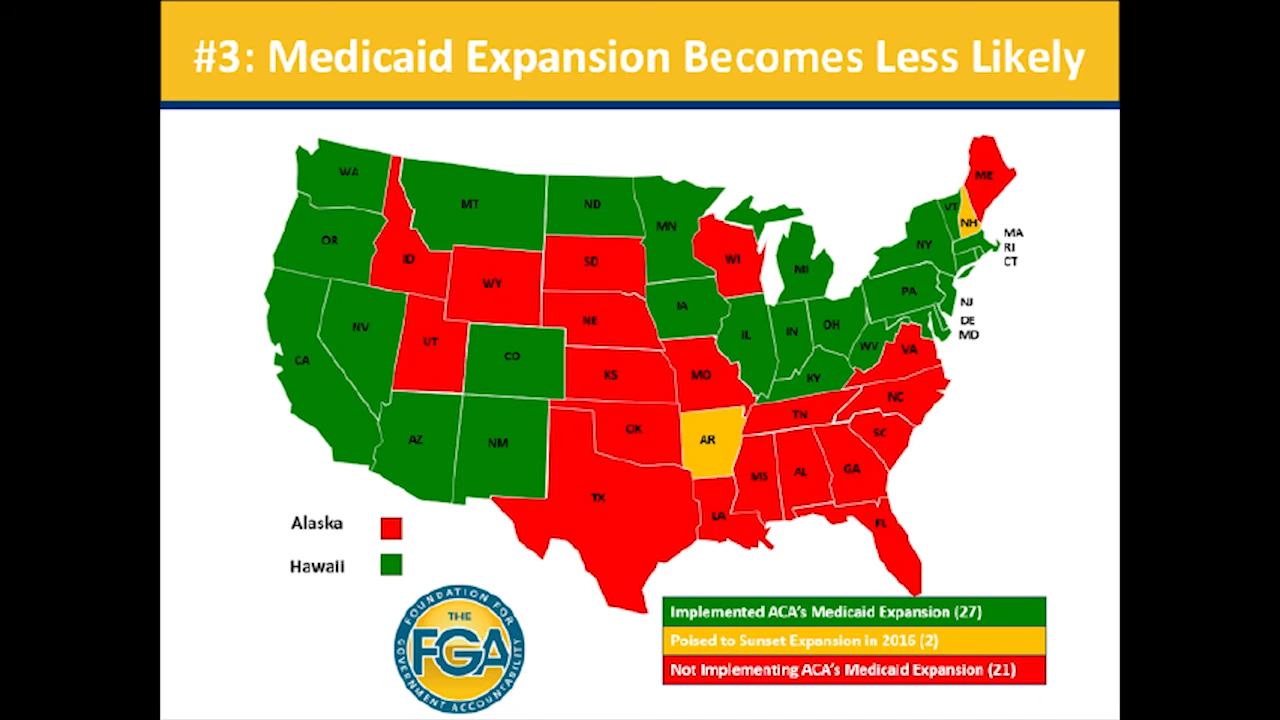 #3: Medicaid Expansion Becomes Less Likely
WA
MT
ND
MN
OR
ID
WY
SD
WI
MI
NY
VT
NH
ME
MA
RI
CT
NV
UT
CO
NE
IA
IL
IN
OH
PA
NJ
DE
MD
CA
KS
MO
KY
WV
VA
AZ
NM
OK
AR
TN
NC
SC
TX
LA
MS
AL
GA
FL
Alaska
Hawaii
FOUNDATION FOR
THE
FGA
GOVERNMENT ACCOUNTABILITY
Implemented ACA's Medicaid Expansion (27)
Poised to Sunset Expansion in 2016 (2)
Not Implementing ACA's Medicaid Expansion (21)